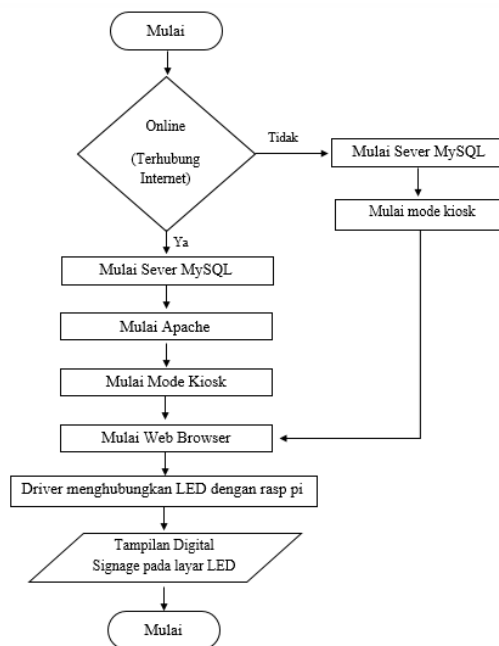 Mulai
Online
(Terhubung
Internet)
Tidak
Mulai Sever MySQL
Mulai mode kiosk
Ya
Mulai Sever MySQL
Mulai Apache
Mulai Mode Kiosk
Mulai Web Browser
Driver menghubungkan LED dengan rasp pi
Tampilan Digital
Signage pada layar LED
Mulai